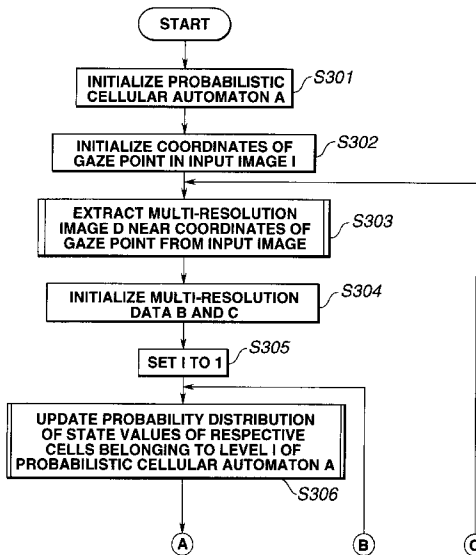 START
INITIALIZE PROBABILISTIC
CELLULAR AUTOMATON A
S301
INITIALIZE COORDINATES OF
GAZE POINT IN INPUT IMAGE I
S302
EXTRACT MULTI-RESOLUTION
IMAGE D NEAR COORDINATES OF
GAZE POINT FROM INPUT IMAGE
S303
INITIALIZE MULTI-RESOLUTION
DATA B AND C
S304
SET I TO 1
S305
UPDATE PROBABILITY DISTRIBUTION
OF STATE VALUES OF RESPECTIVE
CELLS BELONGING TO LEVEL I OF
PROBABILISTIC CELLULAR AUTOMATON A
S306
A
B
C